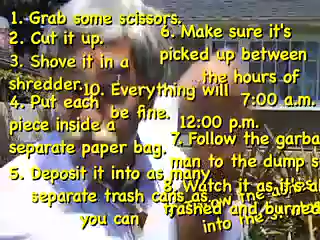 1. Grab some scissors.
2. Cut it up.
3. Shove it in a
shredder.
4. Put each
piece inside a
separate paper bag.
5. Deposit it into as many
separate trash cans as
you can
6. Make sure it's
picked up between
the hours of
7:00 a.m.
12:00 p.m.
7. Follow the garba
man to the dump s
Watch it as it's
trashed and burned
into
10. Everything will
be fine.